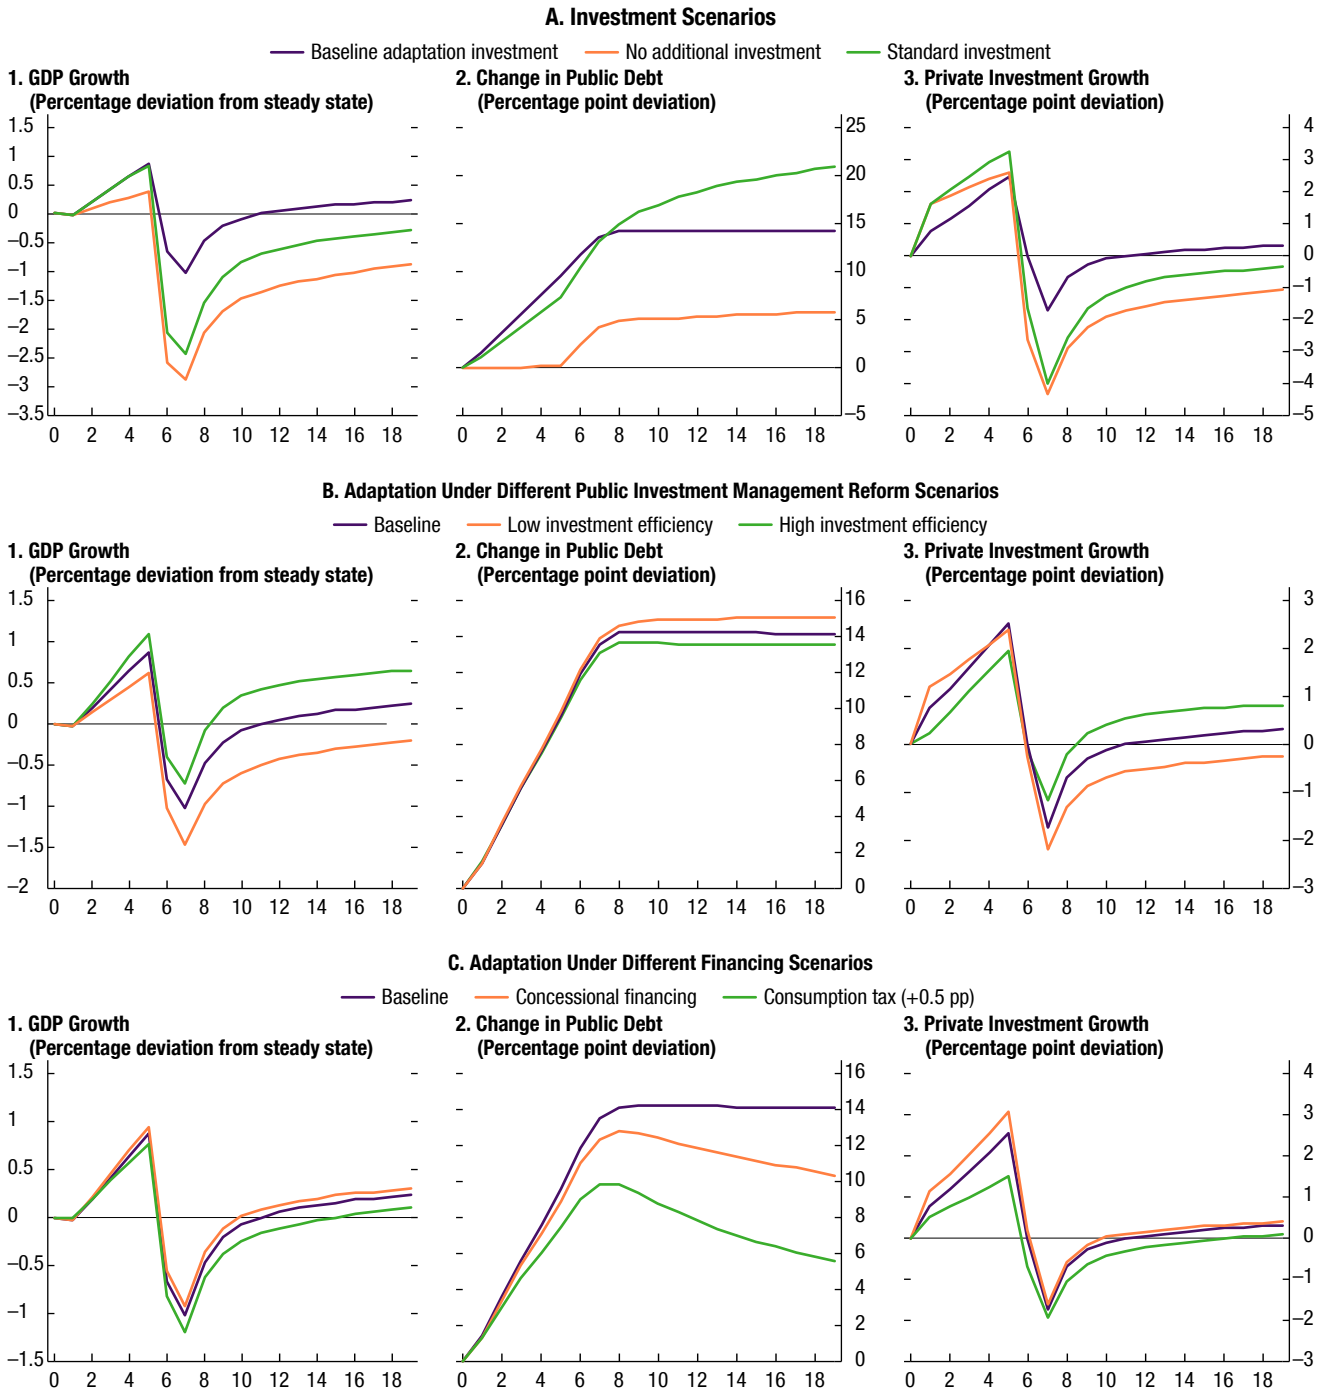 A. Investment Scenarios
Baseline adaptation investment No additional investment Standard investment
1. GDP Growth
(Percentage deviation from steady state)
1.5
1
0.5
0
–0.5
–1
–1.5
–2
–2.5
–3
–3.5
0 2 4 6 8 10 12 14 16 18
2. Change in Public Debt
(Percentage point deviation)
25
20
15
10
5
0
–5
0 2 4 6 8 10 12 14 16 18
3. Private Investment Growth
(Percentage point deviation)
4
3
2
1
0
–1
–2
–3
–4
–5
0 2 4 6 8 10 12 14 16 18
B. Adaptation Under Different Public Investment Management Reform Scenarios
Baseline Low investment efficiency High investment efficiency
1. GDP Growth
(Percentage deviation from steady state)
1.5
1
0.5
0
–0.5
–1
–1.5
–2
0 2 4 6 8 10 12 14 16 18
2. Change in Public Debt
(Percentage point deviation)
16
14
12
10
8
6
4
2
0
0 2 4 6 8 10 12 14 16 18
3. Private Investment Growth
(Percentage point deviation)
3
2
1
0
–1
–2
–3
0 2 4 6 8 10 12 14 16 18
C. Adaptation Under Different Financing Scenarios
Baseline Concessional financing Consumption tax (+0.5 pp)
1. GDP Growth
(Percentage deviation from steady state)
1.5
1
0.5
0
–0.5
–1
–1.5
0 2 4 6 8 10 12 14 16 18
2. Change in Public Debt
(Percentage point deviation)
16
14
12
10
8
6
4
2
0
0 2 4 6 8 10 12 14 16 18
3. Private Investment Growth
(Percentage point deviation)
4
3
2
1
0
–1
–2
–3
0 2 4 6 8 10 12 14 16 18